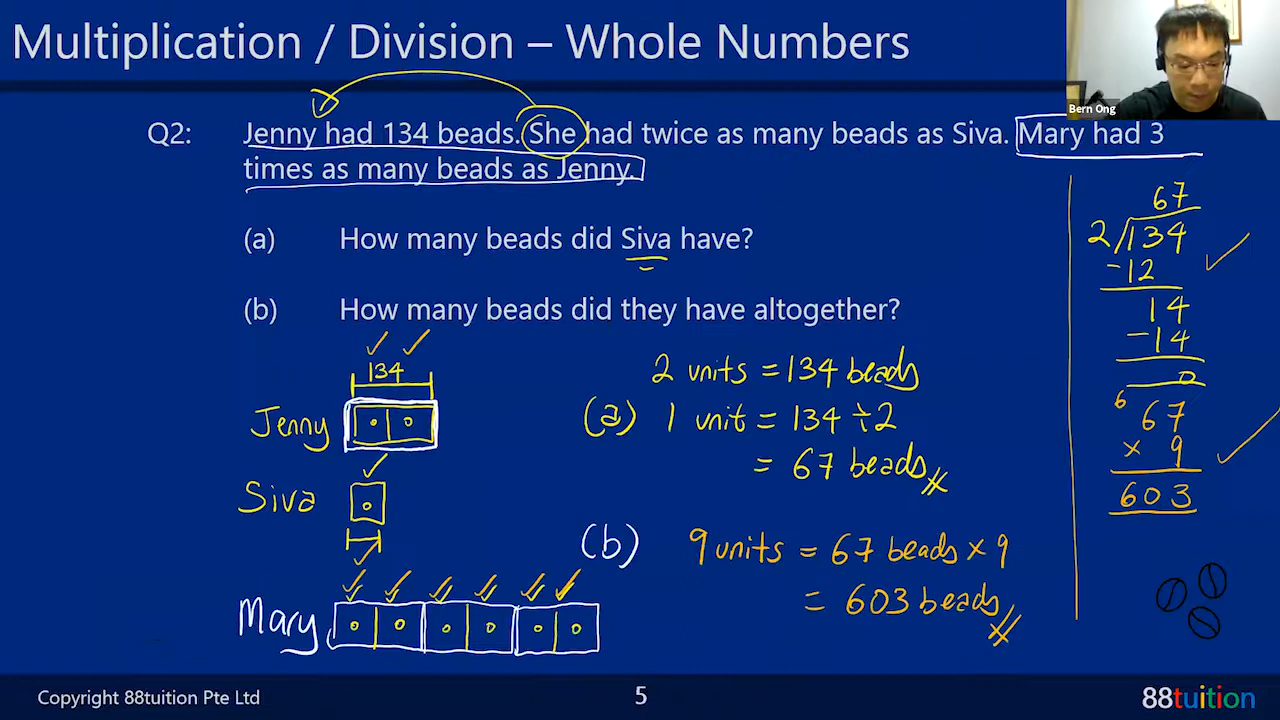 Multiplication / Division – Whole Numbers
Bern Ong
Q2: Jenny had 134 beads. She had twice as many beads as Siva. Mary had 3
times as many beads as Jenny.
(a) How many beads did Siva have?
(b) How many beads did they have altogether?
134
Jenny
Siva
Mary
2 units = 134 beads
(a) 1 unit = 134 ÷ 2
= 67 beads
(b) 9 units = 67 beads × 9
= 603 beads
67
2 134
-12
14
-14
0
6
67
× 9
603
Copyright 88tuition Pte Ltd
5
88tuition